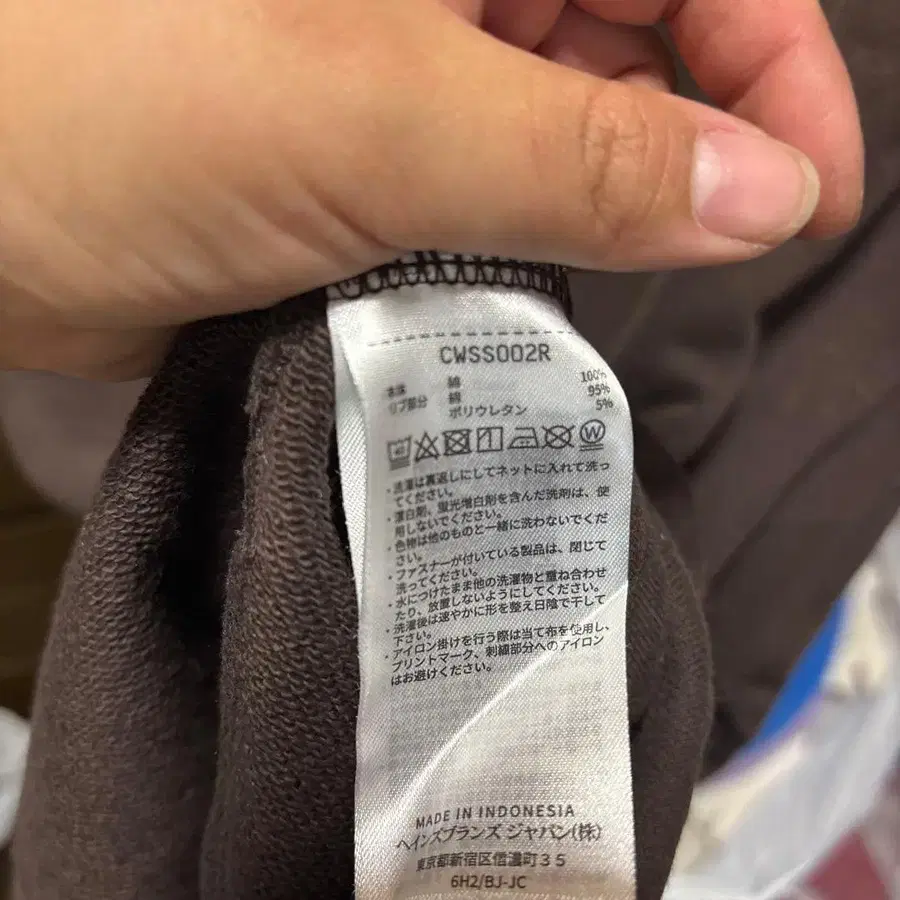 CWSS002R
本体 綿 100%
リブ部分 綿 95%
ポリウレタン 5%
40
W
・洗濯は裏返しにしてネットに入れて洗っ
てください。
・漂白剤、蛍光増白剤を含んだ洗剤は、使
用しないでください。
・色物は他のものと一緒に洗わないでくだ
さい。
・ファスナーが付いている製品は、閉じて
洗ってください。
・水につけたまま他の洗濯物と重ね合わせ
たり、放置しないようにしてください。
・洗濯後は速やかに形を整え日陰で干して
下さい。
・アイロン掛けを行う際は当て布を使用し、
プリントマーク、刺繍部分へのアイロン
はお避けください。
MADE IN INDONESIA
ヘインズブランズ ジャパン(株)
東京都新宿区信濃町35
6H2/BJ-JC